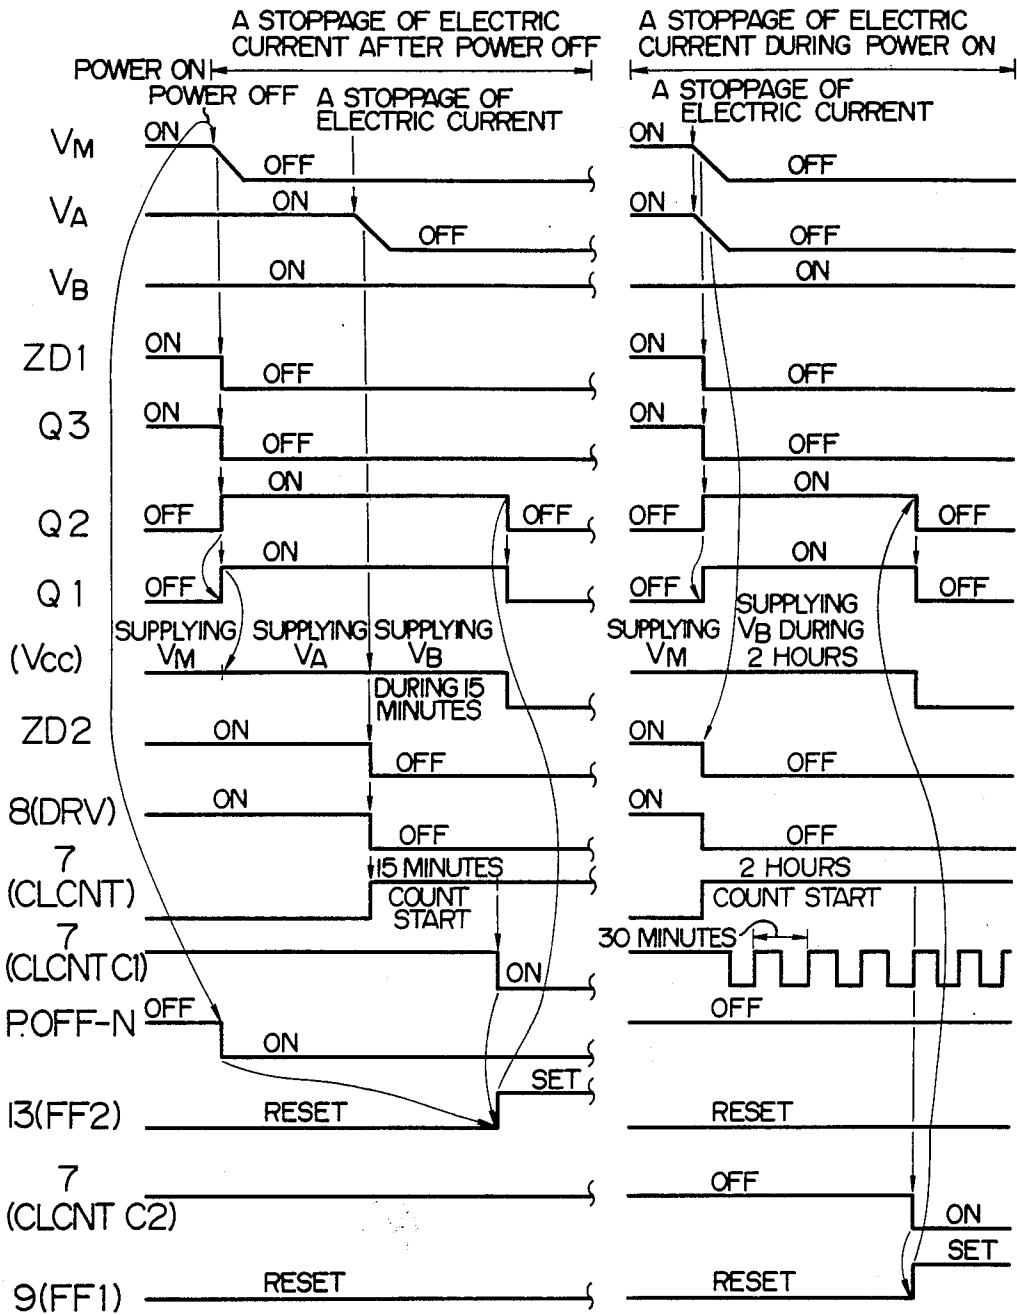 A STOPPAGE OF ELECTRIC
CURRENT AFTER POWER OFF
A STOPPAGE OF ELECTRIC
CURRENT DURING POWER ON
POWER ON
POWER OFF
A STOPPAGE OF
ELECTRIC CURRENT
A STOPPAGE OF
ELECTRIC CURRENT
VM ON OFF ON OFF
VA ON OFF ON OFF
VB ON ON
ZD1 ON OFF ON OFF
Q3 ON OFF ON OFF
Q2 OFF ON OFF OFF ON OFF
Q1 OFF ON OFF ON OFF
(Vcc)
SUPPLYING
VM
SUPPLYING
VA
SUPPLYING
VB
DURING 15
MINUTES
SUPPLYING
VM
SUPPLYING
VB DURING
2 HOURS
ZD2 ON OFF ON OFF
8(DRV) ON OFF ON OFF
7
(CLCNT)
15 MINUTES
COUNT
START
2 HOURS
COUNT START
7
(CLCNT C1)
ON
30 MINUTES
P.OFF-N OFF ON OFF
13(FF2) RESET SET RESET
7
(CLCNT C2)
OFF ON
9(FF1) RESET RESET SET